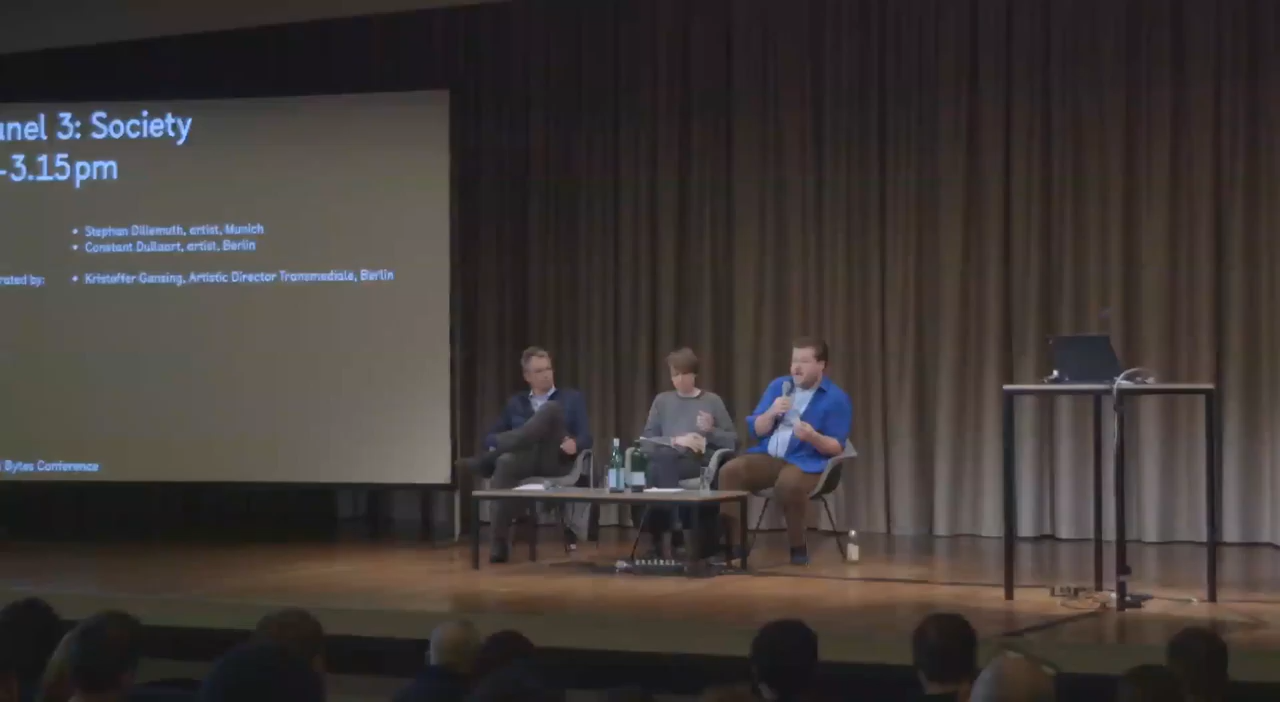 anel 3: Society
-3.15pm
• Stephan Dillemuth, artist, Munich
• Constant Dullaart, artist, Berlin
rated by: • Kristoffer Gansing, Artistic Director Transmediale, Berlin
Bytes Conference